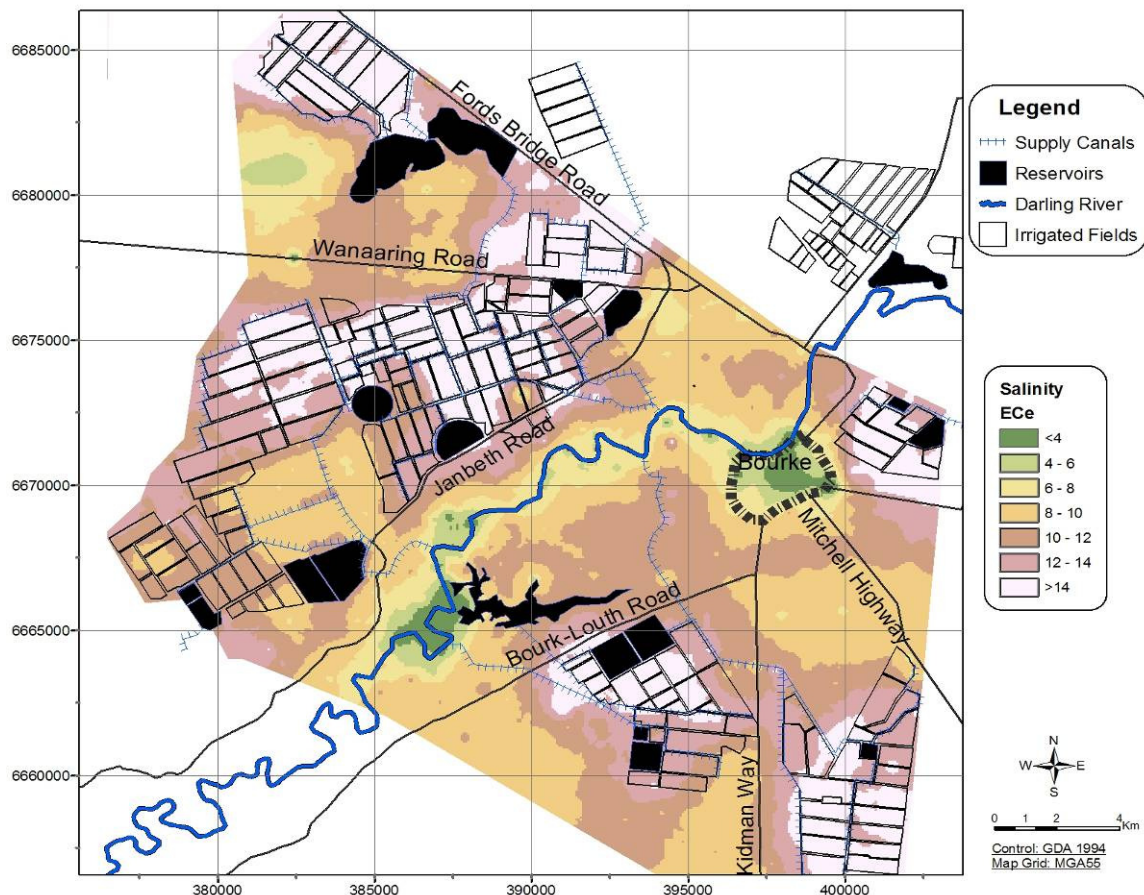 6685000
6680000
6675000
6670000
6665000
6660000
380000
385000
390000
395000
400000
Fords Bridge Road
Wanaaring Road
Janbeth Road
Bourke
Mitchell Highway
Bourk-Louth Road
Kidman Way
Legend
Supply Canals
Reservoirs
Darling River
Irrigated Fields
Salinity
ECe
<4
4 - 6
6 - 8
8 - 10
10 - 12
12 - 14
>14
N
W E
S
0 1 2 4
Km
Control: GDA 1994
Map Grid: MGA55